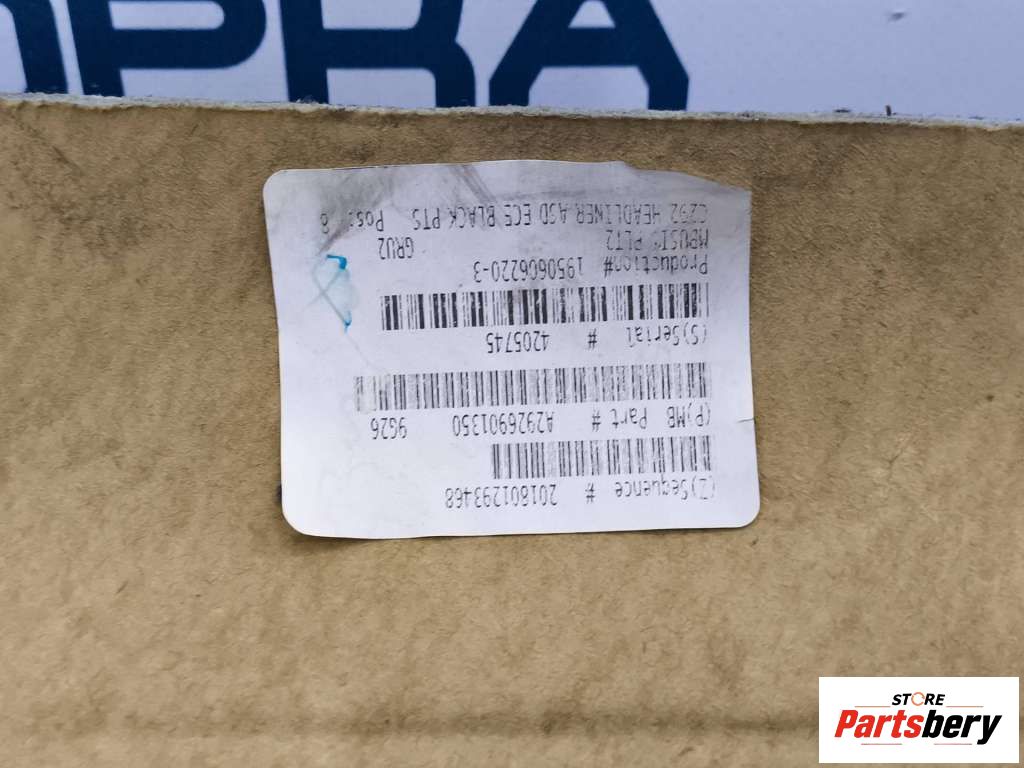 OPRA
(Z)Sequence # 201601293468
(P)MB Part # A2926901350 9G26
(S)Serial # 4205745
Production# 1950606220-3
MBUSI PLT2 GRU2
C292 HEADLINER ASD ECE BLACK PTS Pos: 8
STORE
Partsbery